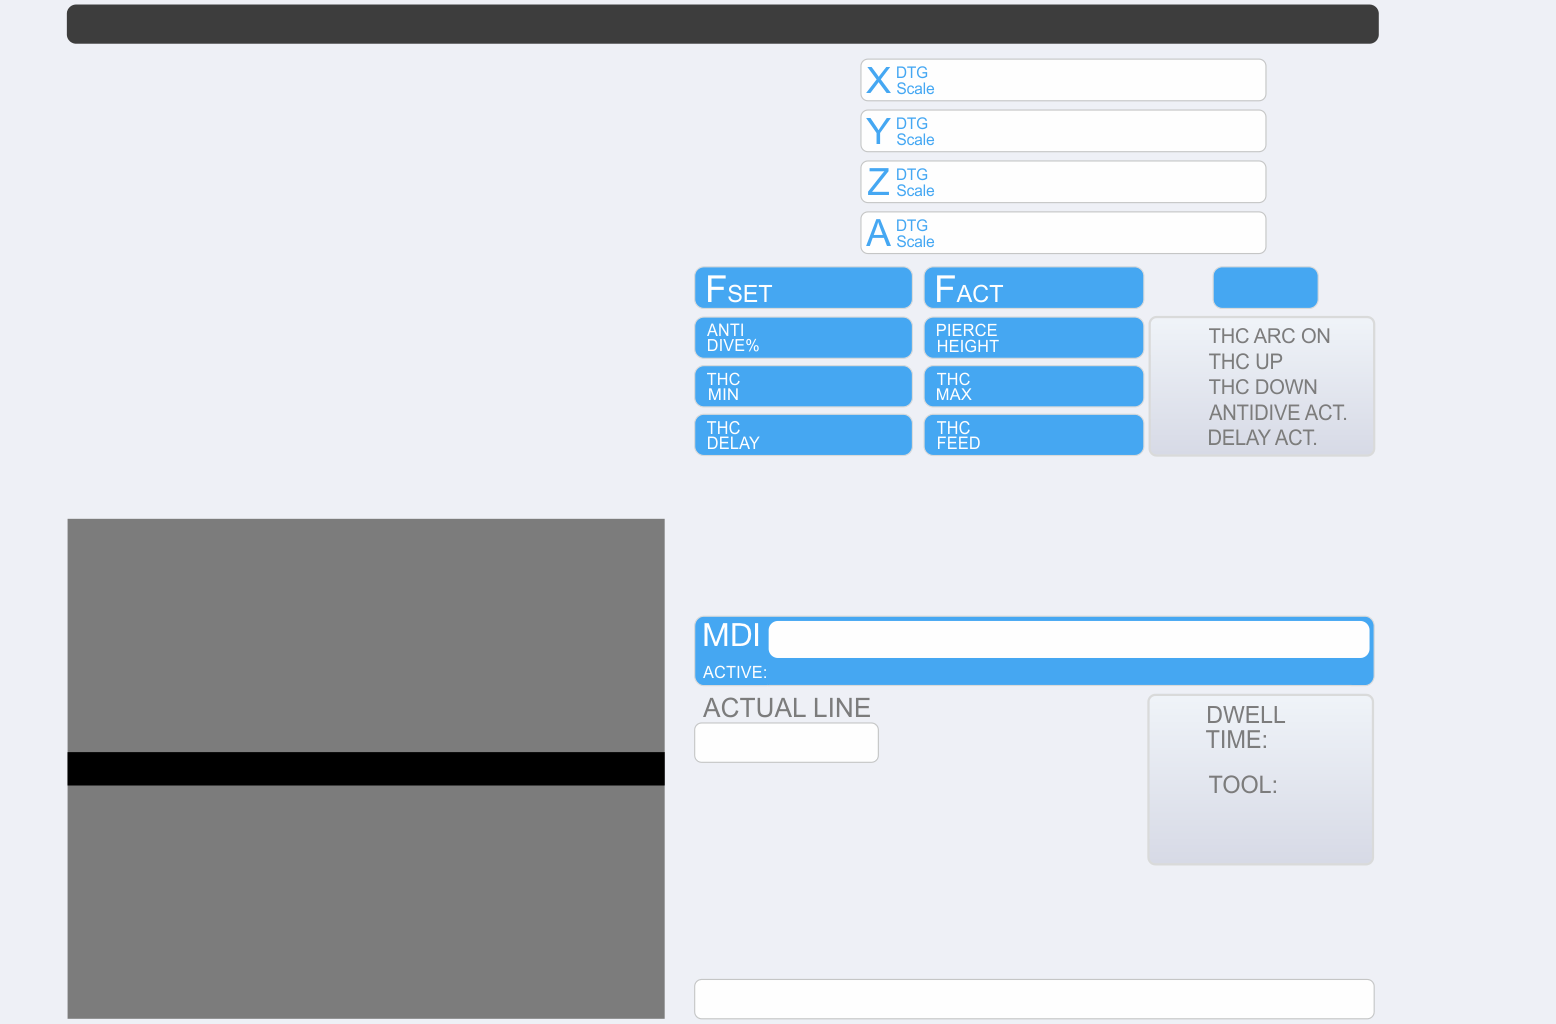 X DTG
Scale
Y DTG
Scale
Z DTG
Scale
A DTG
Scale
FSET
FACT
ANTI
DIVE%
PIERCE
HEIGHT
THC
MIN
THC
MAX
THC
DELAY
THC
FEED
THC ARC ON
THC UP
THC DOWN
ANTIDIVE ACT.
DELAY ACT.
MDI
ACTIVE:
ACTUAL LINE
DWELL
TIME:
TOOL: